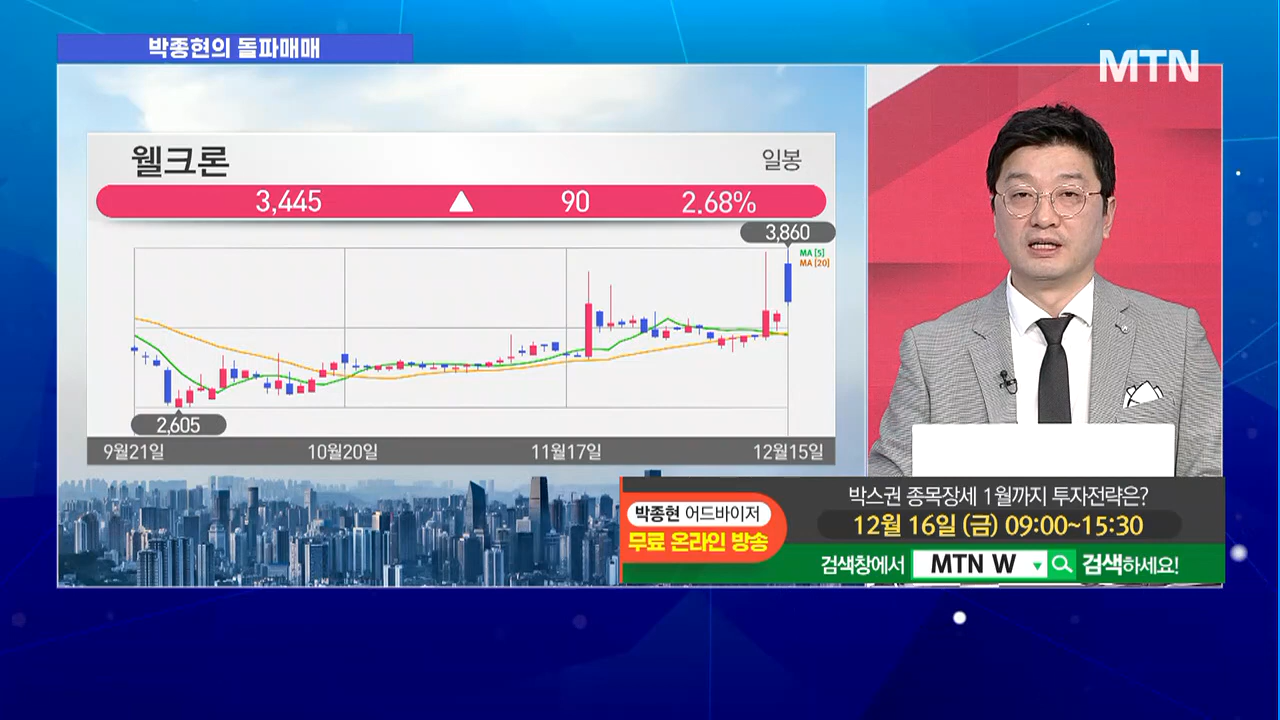 박종현의 돌파매매
MTN
웰크론
일봉
3,445 ▲ 90 2.68%
3,860
MA [5]
MA [20]
2,605
9월21일 10월20일 11월17일 12월15일
박종현 어드바이저
무료 온라인 방송
박스권 종목장세 1월까지 투자전략은?
12월 16일 (금) 09:00~15:30
검색창에서 MTN W 검색하세요!